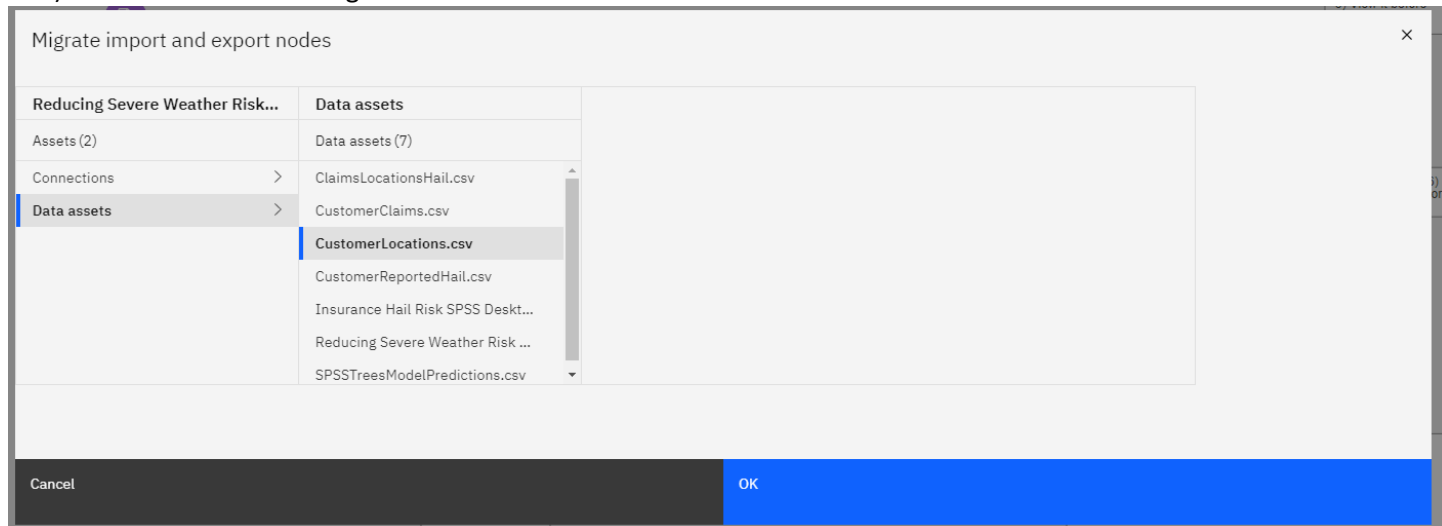 Migrate import and export nodes
×
Reducing Severe Weather Risk...
Data assets
Assets (2)
Data assets (7)
Connections
ClaimsLocationsHail.csv
Data assets
CustomerClaims.csv
CustomerLocations.csv
CustomerReportedHail.csv
Insurance Hail Risk SPSS Deskt...
Reducing Severe Weather Risk ...
SPSSTreesModelPredictions.csv
Cancel
OK